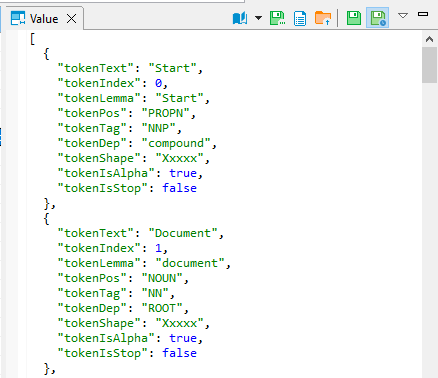 Value
[
{
"tokenText": "Start",
"tokenIndex": 0,
"tokenLemma": "Start",
"tokenPos": "PROPN",
"tokenTag": "NNP",
"tokenDep": "compound",
"tokenShape": "Xxxxx",
"tokenIsAlpha": true,
"tokenIsStop": false
},
{
"tokenText": "Document",
"tokenIndex": 1,
"tokenLemma": "document",
"tokenPos": "NOUN",
"tokenTag": "NN",
"tokenDep": "ROOT",
"tokenShape": "Xxxxx",
"tokenIsAlpha": true,
"tokenIsStop": false
},